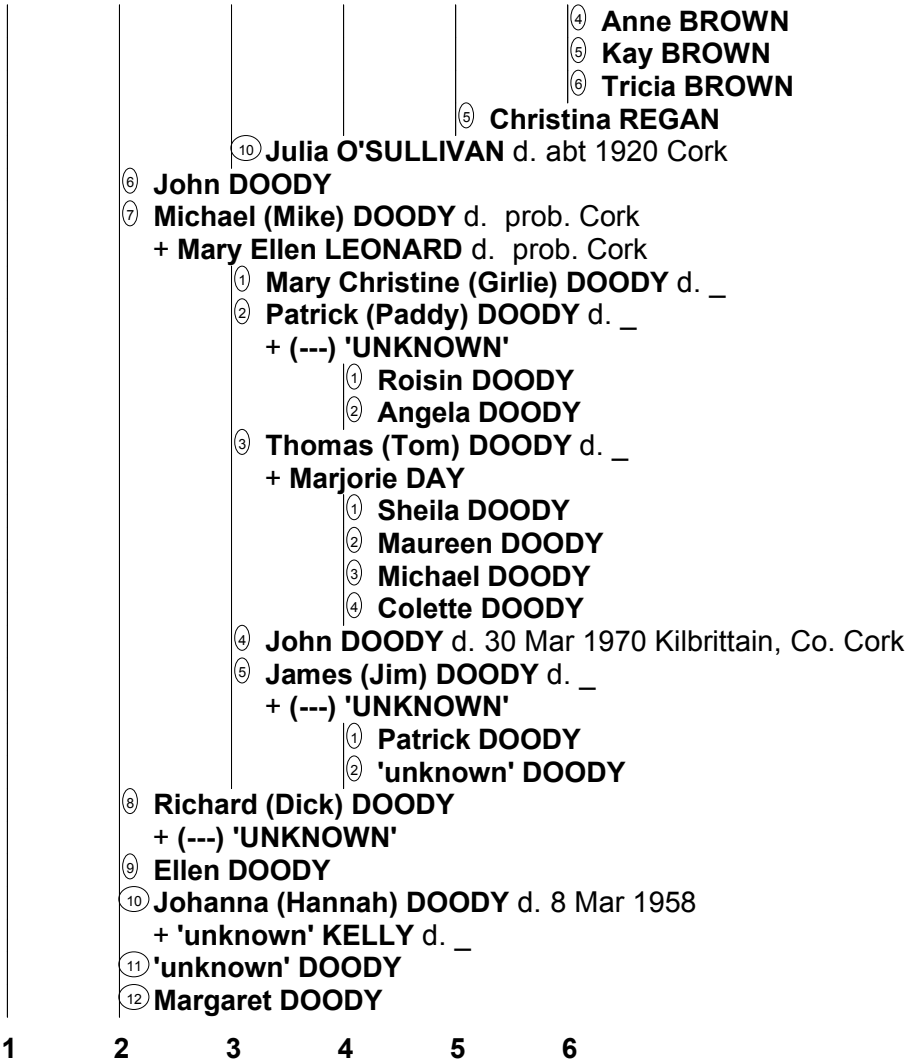 4 Anne BROWN
5 Kay BROWN
6 Tricia BROWN
5 Christina REGAN
10 Julia O'SULLIVAN d. abt 1920 Cork
6 John DOODY
7 Michael (Mike) DOODY d. prob. Cork
+ Mary Ellen LEONARD d. prob. Cork
1 Mary Christine (Girlie) DOODY d. _
2 Patrick (Paddy) DOODY d. _
+ (---) 'UNKNOWN'
1 Roisin DOODY
2 Angela DOODY
3 Thomas (Tom) DOODY d. _
+ Marjorie DAY
1 Sheila DOODY
2 Maureen DOODY
3 Michael DOODY
4 Colette DOODY
4 John DOODY d. 30 Mar 1970 Kilbrittain, Co. Cork
5 James (Jim) DOODY d. _
+ (---) 'UNKNOWN'
1 Patrick DOODY
2 'unknown' DOODY
8 Richard (Dick) DOODY
+ (---) 'UNKNOWN'
9 Ellen DOODY
10 Johanna (Hannah) DOODY d. 8 Mar 1958
+ 'unknown' KELLY d. _
11 'unknown' DOODY
12 Margaret DOODY
1 2 3 4 5 6